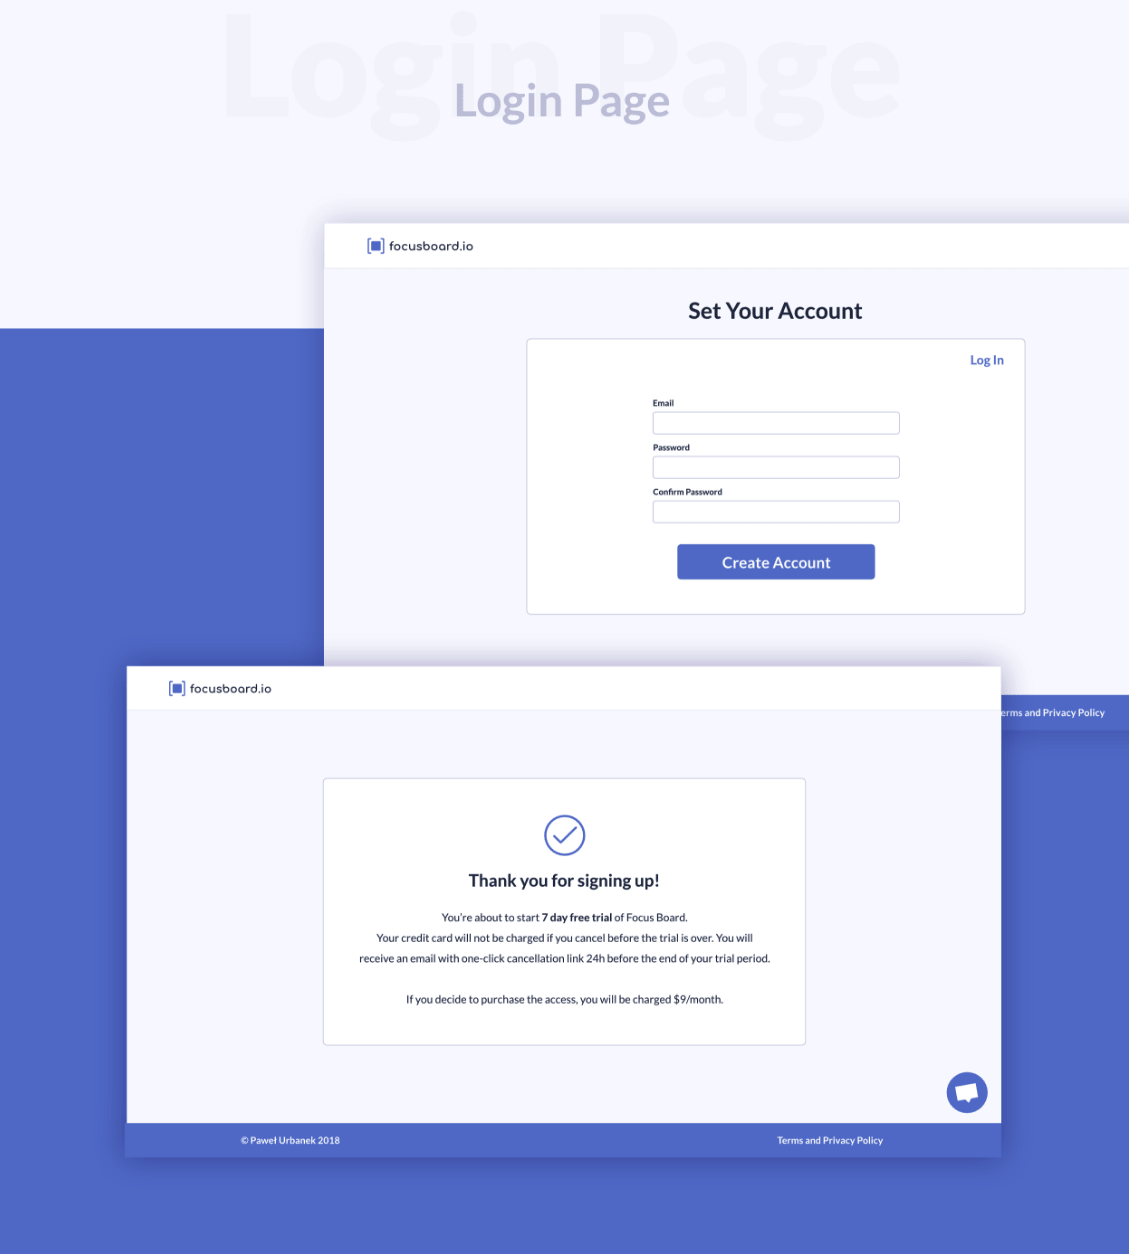 Login Page
Login Page
focusboard.io
Set Your Account
Log In
Email
Password
Confirm Password
Create Account
erms and Privacy Policy
focusboard.io
Thank you for signing up!
You're about to start 7 day free trial of Focus Board.
Your credit card will not be charged if you cancel before the trial is over. You will
receive an email with one-click cancellation link 24h before the end of your trial period.
If you decide to purchase the access, you will be charged $9/month.
© Paweł Urbanek 2018
Terms and Privacy Policy